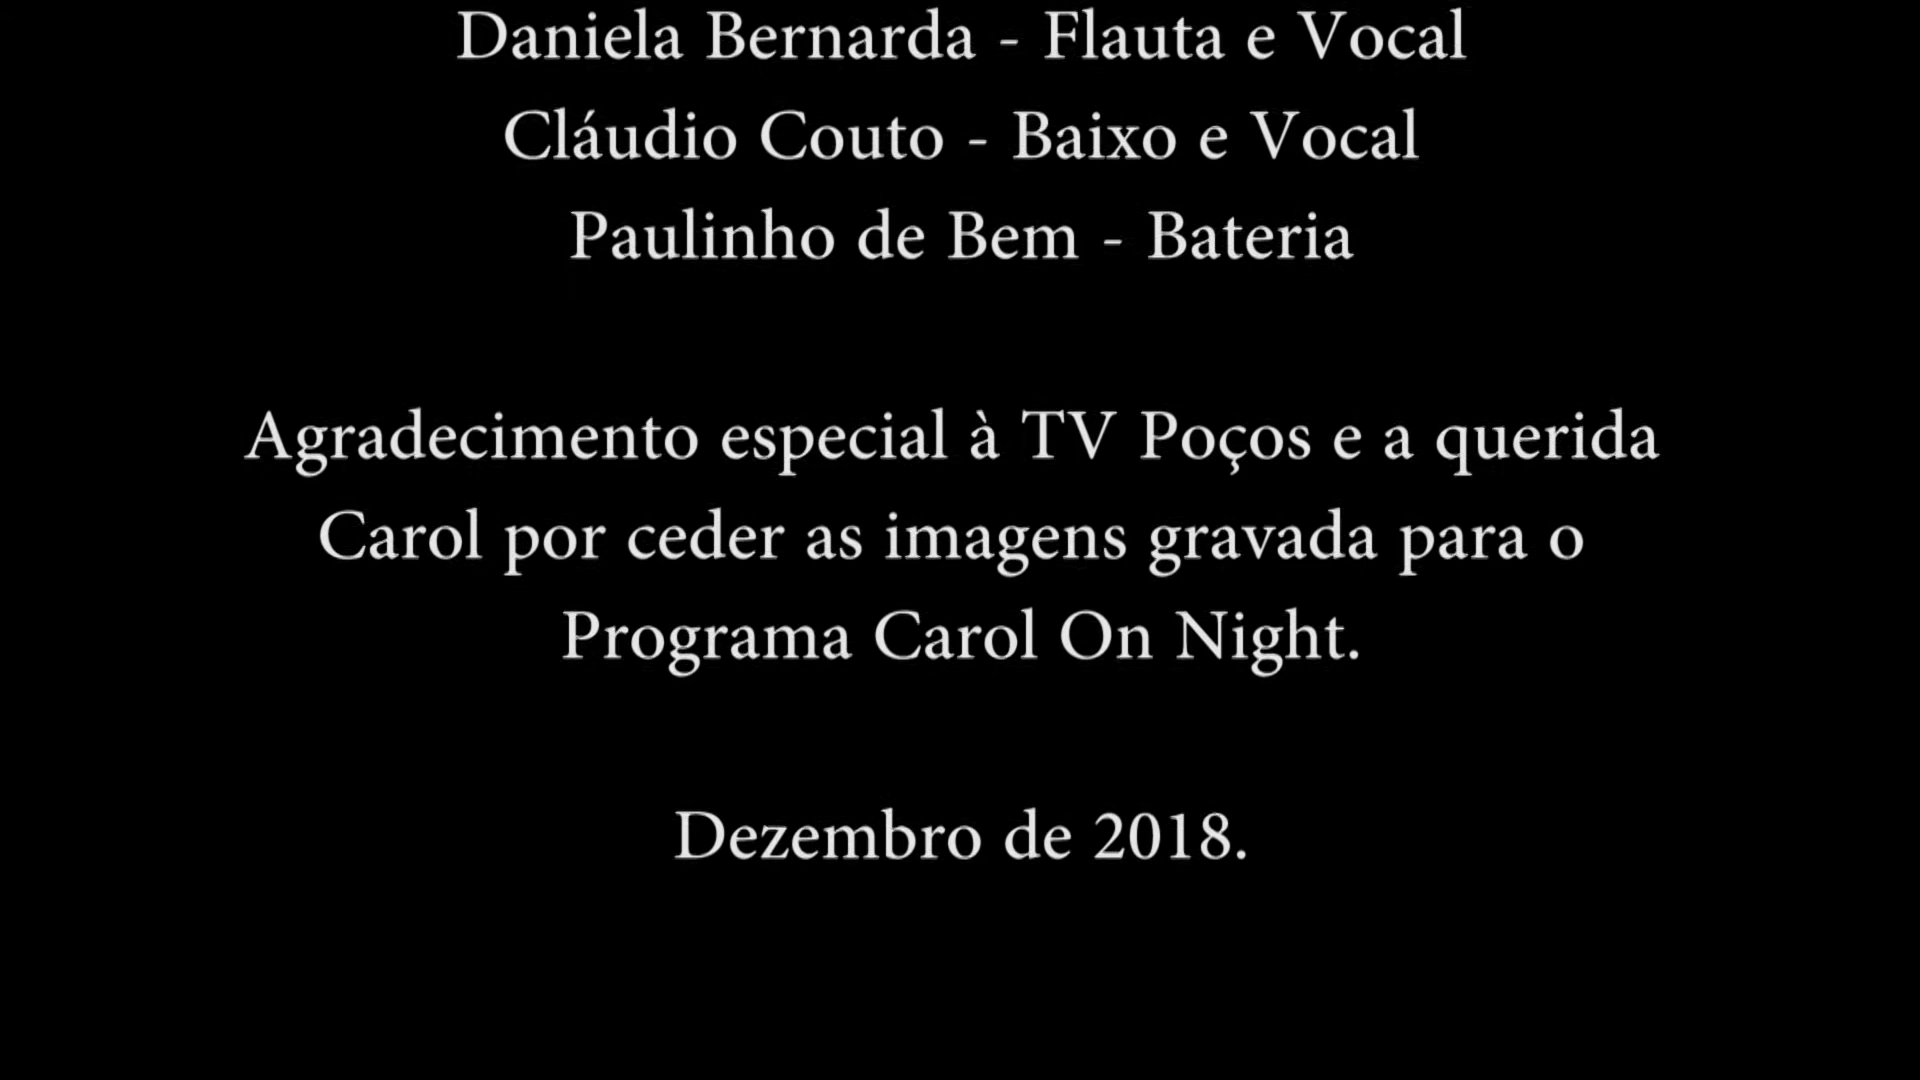 Daniela Bernarda - Flauta e Vocal
Cláudio Couto - Baixo e Vocal
Paulinho de Bem - Bateria
Agradecimento especial à TV Poços e a querida
Carol por ceder as imagens gravada para o
Programa Carol On Night.
Dezembro de 2018.